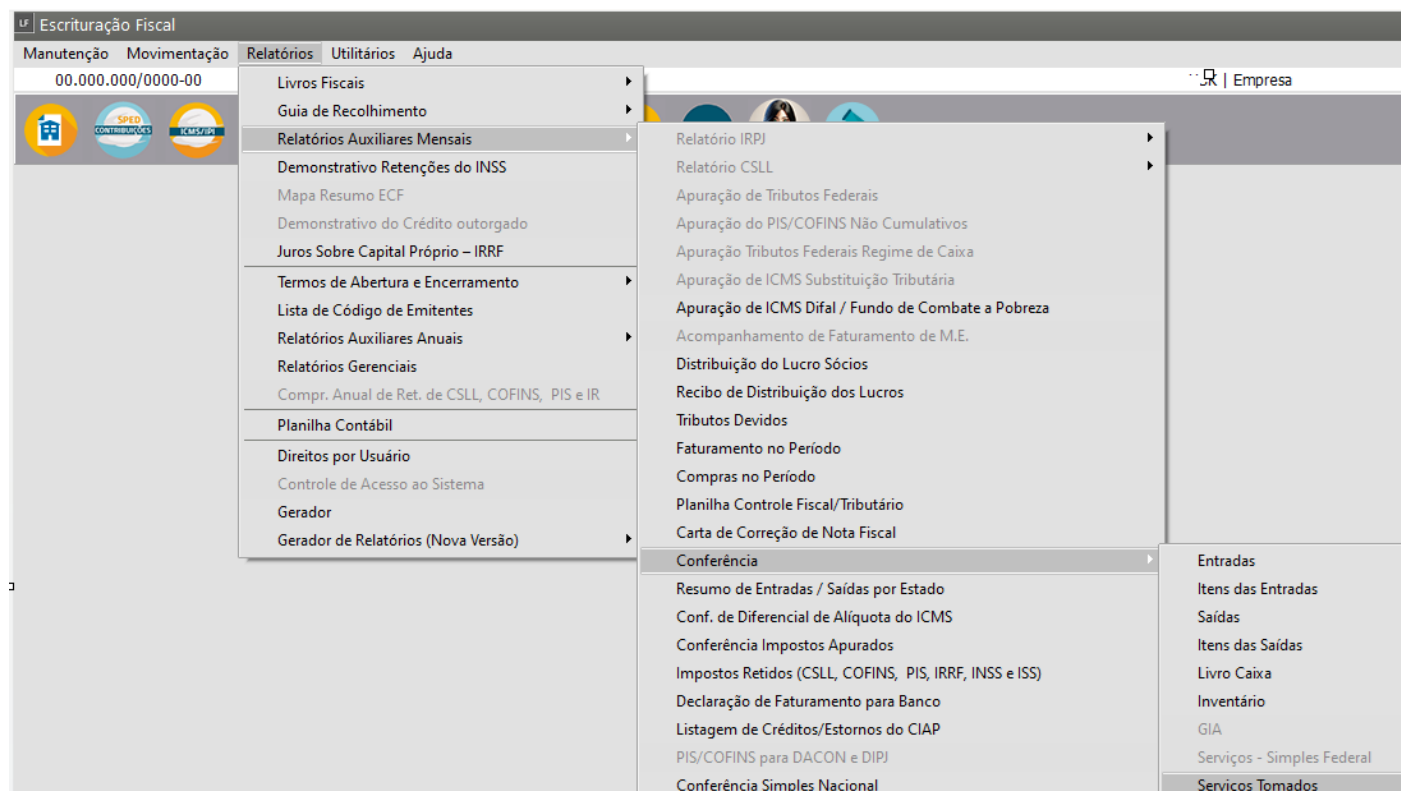 LF Escrituração Fiscal
Manutenção Movimentação Relatórios Utilitários Ajuda
00.000.000/0000-00
| Empresa
SPED
CONTRIBUIÇÕES
ICMS/IPI
Livros Fiscais
Guia de Recolhimento
Relatórios Auxiliares Mensais
Demonstrativo Retenções do INSS
Mapa Resumo ECF
Demonstrativo do Crédito outorgado
Juros Sobre Capital Próprio – IRRF
Termos de Abertura e Encerramento
Lista de Código de Emitentes
Relatórios Auxiliares Anuais
Relatórios Gerenciais
Compr. Anual de Ret. de CSLL, COFINS, PIS e IR
Planilha Contábil
Direitos por Usuário
Controle de Acesso ao Sistema
Gerador
Gerador de Relatórios (Nova Versão)
Relatório IRPJ
Relatório CSLL
Apuração de Tributos Federais
Apuração do PIS/COFINS Não Cumulativos
Apuração Tributos Federais Regime de Caixa
Apuração de ICMS Substituição Tributária
Apuração de ICMS Difal / Fundo de Combate a Pobreza
Acompanhamento de Faturamento de M.E.
Distribuição do Lucro Sócios
Recibo de Distribuição dos Lucros
Tributos Devidos
Faturamento no Período
Compras no Período
Planilha Controle Fiscal/Tributário
Carta de Correção de Nota Fiscal
Conferência
Resumo de Entradas / Saídas por Estado
Conf. de Diferencial de Alíquota do ICMS
Conferência Impostos Apurados
Impostos Retidos (CSLL, COFINS, PIS, IRRF, INSS e ISS)
Declaração de Faturamento para Banco
Listagem de Créditos/Estornos do CIAP
PIS/COFINS para DACON e DIPJ
Conferência Simples Nacional
Entradas
Itens das Entradas
Saídas
Itens das Saídas
Livro Caixa
Inventário
GIA
Serviços - Simples Federal
Serviços Tomados